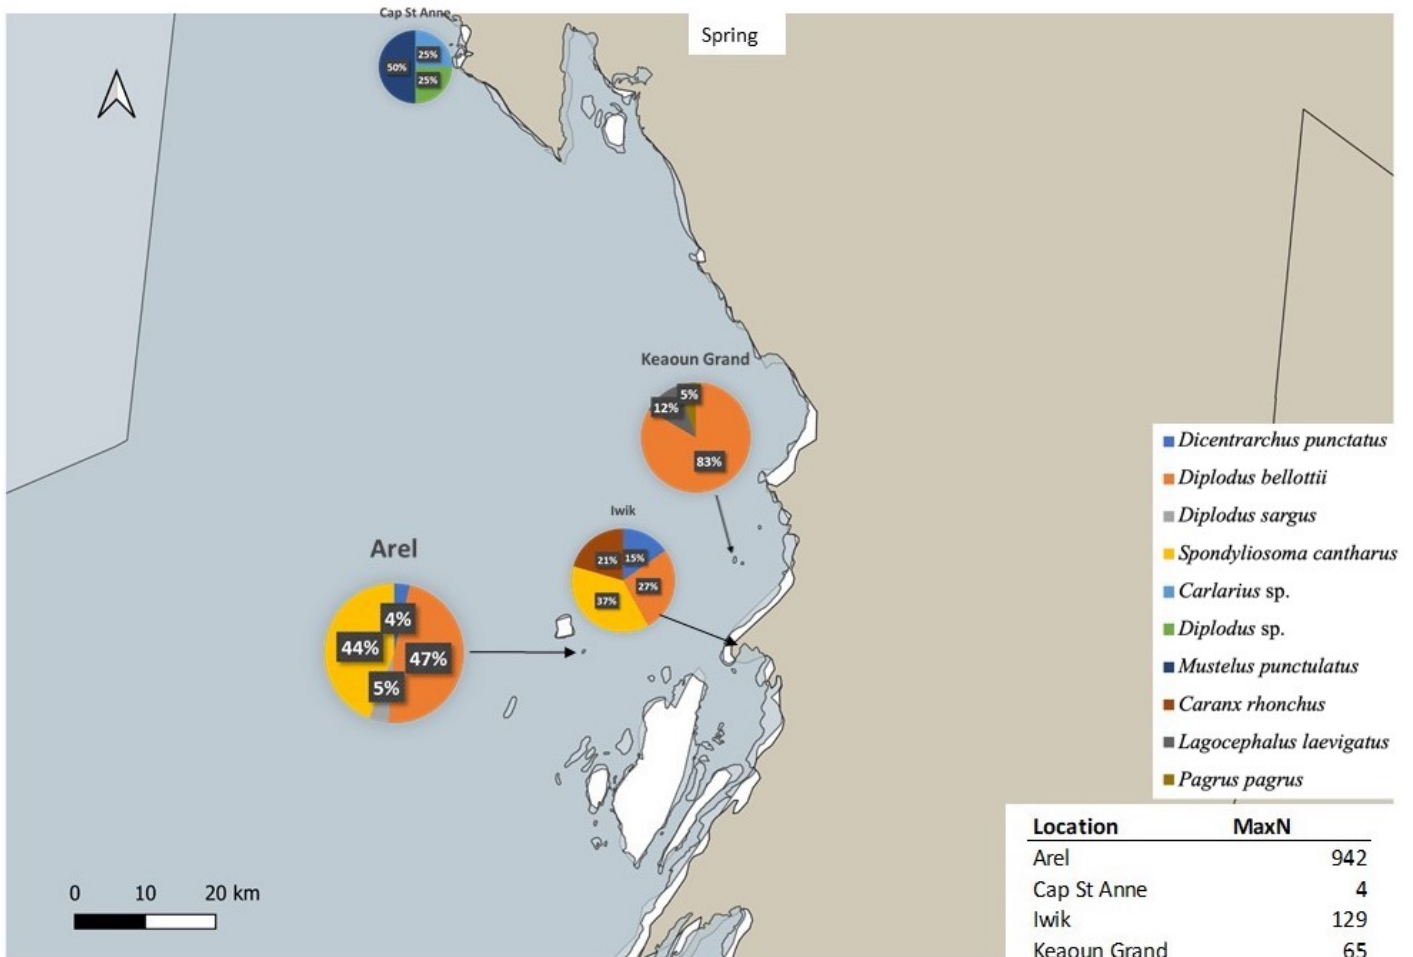 Cap St Anne
Spring
25%
50%
25%
Keaoun Grand
5%
12%
83%
Iwik
21%
15%
27%
37%
Arel
4%
44%
47%
5%
Dicentrarchus punctatus
Diplodus bellottii
Diplodus sargus
Spondyliosoma cantharus
Carlarius sp.
Diplodus sp.
Mustelus punctulatus
Caranx rhonchus
Lagocephalus laevigatus
Pagrus pagrus
Location MaxN
Arel 942
Cap St Anne 4
Iwik 129
Keaoun Grand 65
0 10 20 km